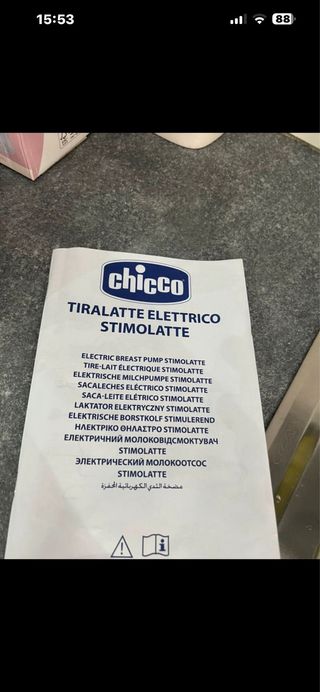 15:53
88
chicco
TIRALATTE ELETTRICO
STIMOLATTE
ELECTRIC BREAST PUMP STIMOLATTE
TIRE-LAIT ÉLECTRIQUE STIMOLATTE
ELEKTRISCHE MILCHPUMPE STIMOLATTE
SACALECHES ELÉCTRICO STIMOLATTE
SACA-LEITE ELÉTRICO STIMOLATTE
LAKTATOR ELEKTRYCZNY STIMOLATTE
ELEKTRISCHE BORSTKOLF STIMULEREND
ΗΛΕΚΤΡΙΚΟ ΘΗΛΑΣΤΡΟ STIMOLATTE
ЕЛЕКТРИЧНИЙ МОЛОКОВІДСМОКТУВАЧ
STIMOLATTE
ЭЛЕКТРИЧЕСКИЙ МОЛОКООТСОС
STIMOLATTE
مضخة الثدي الكهربائية المحفزة